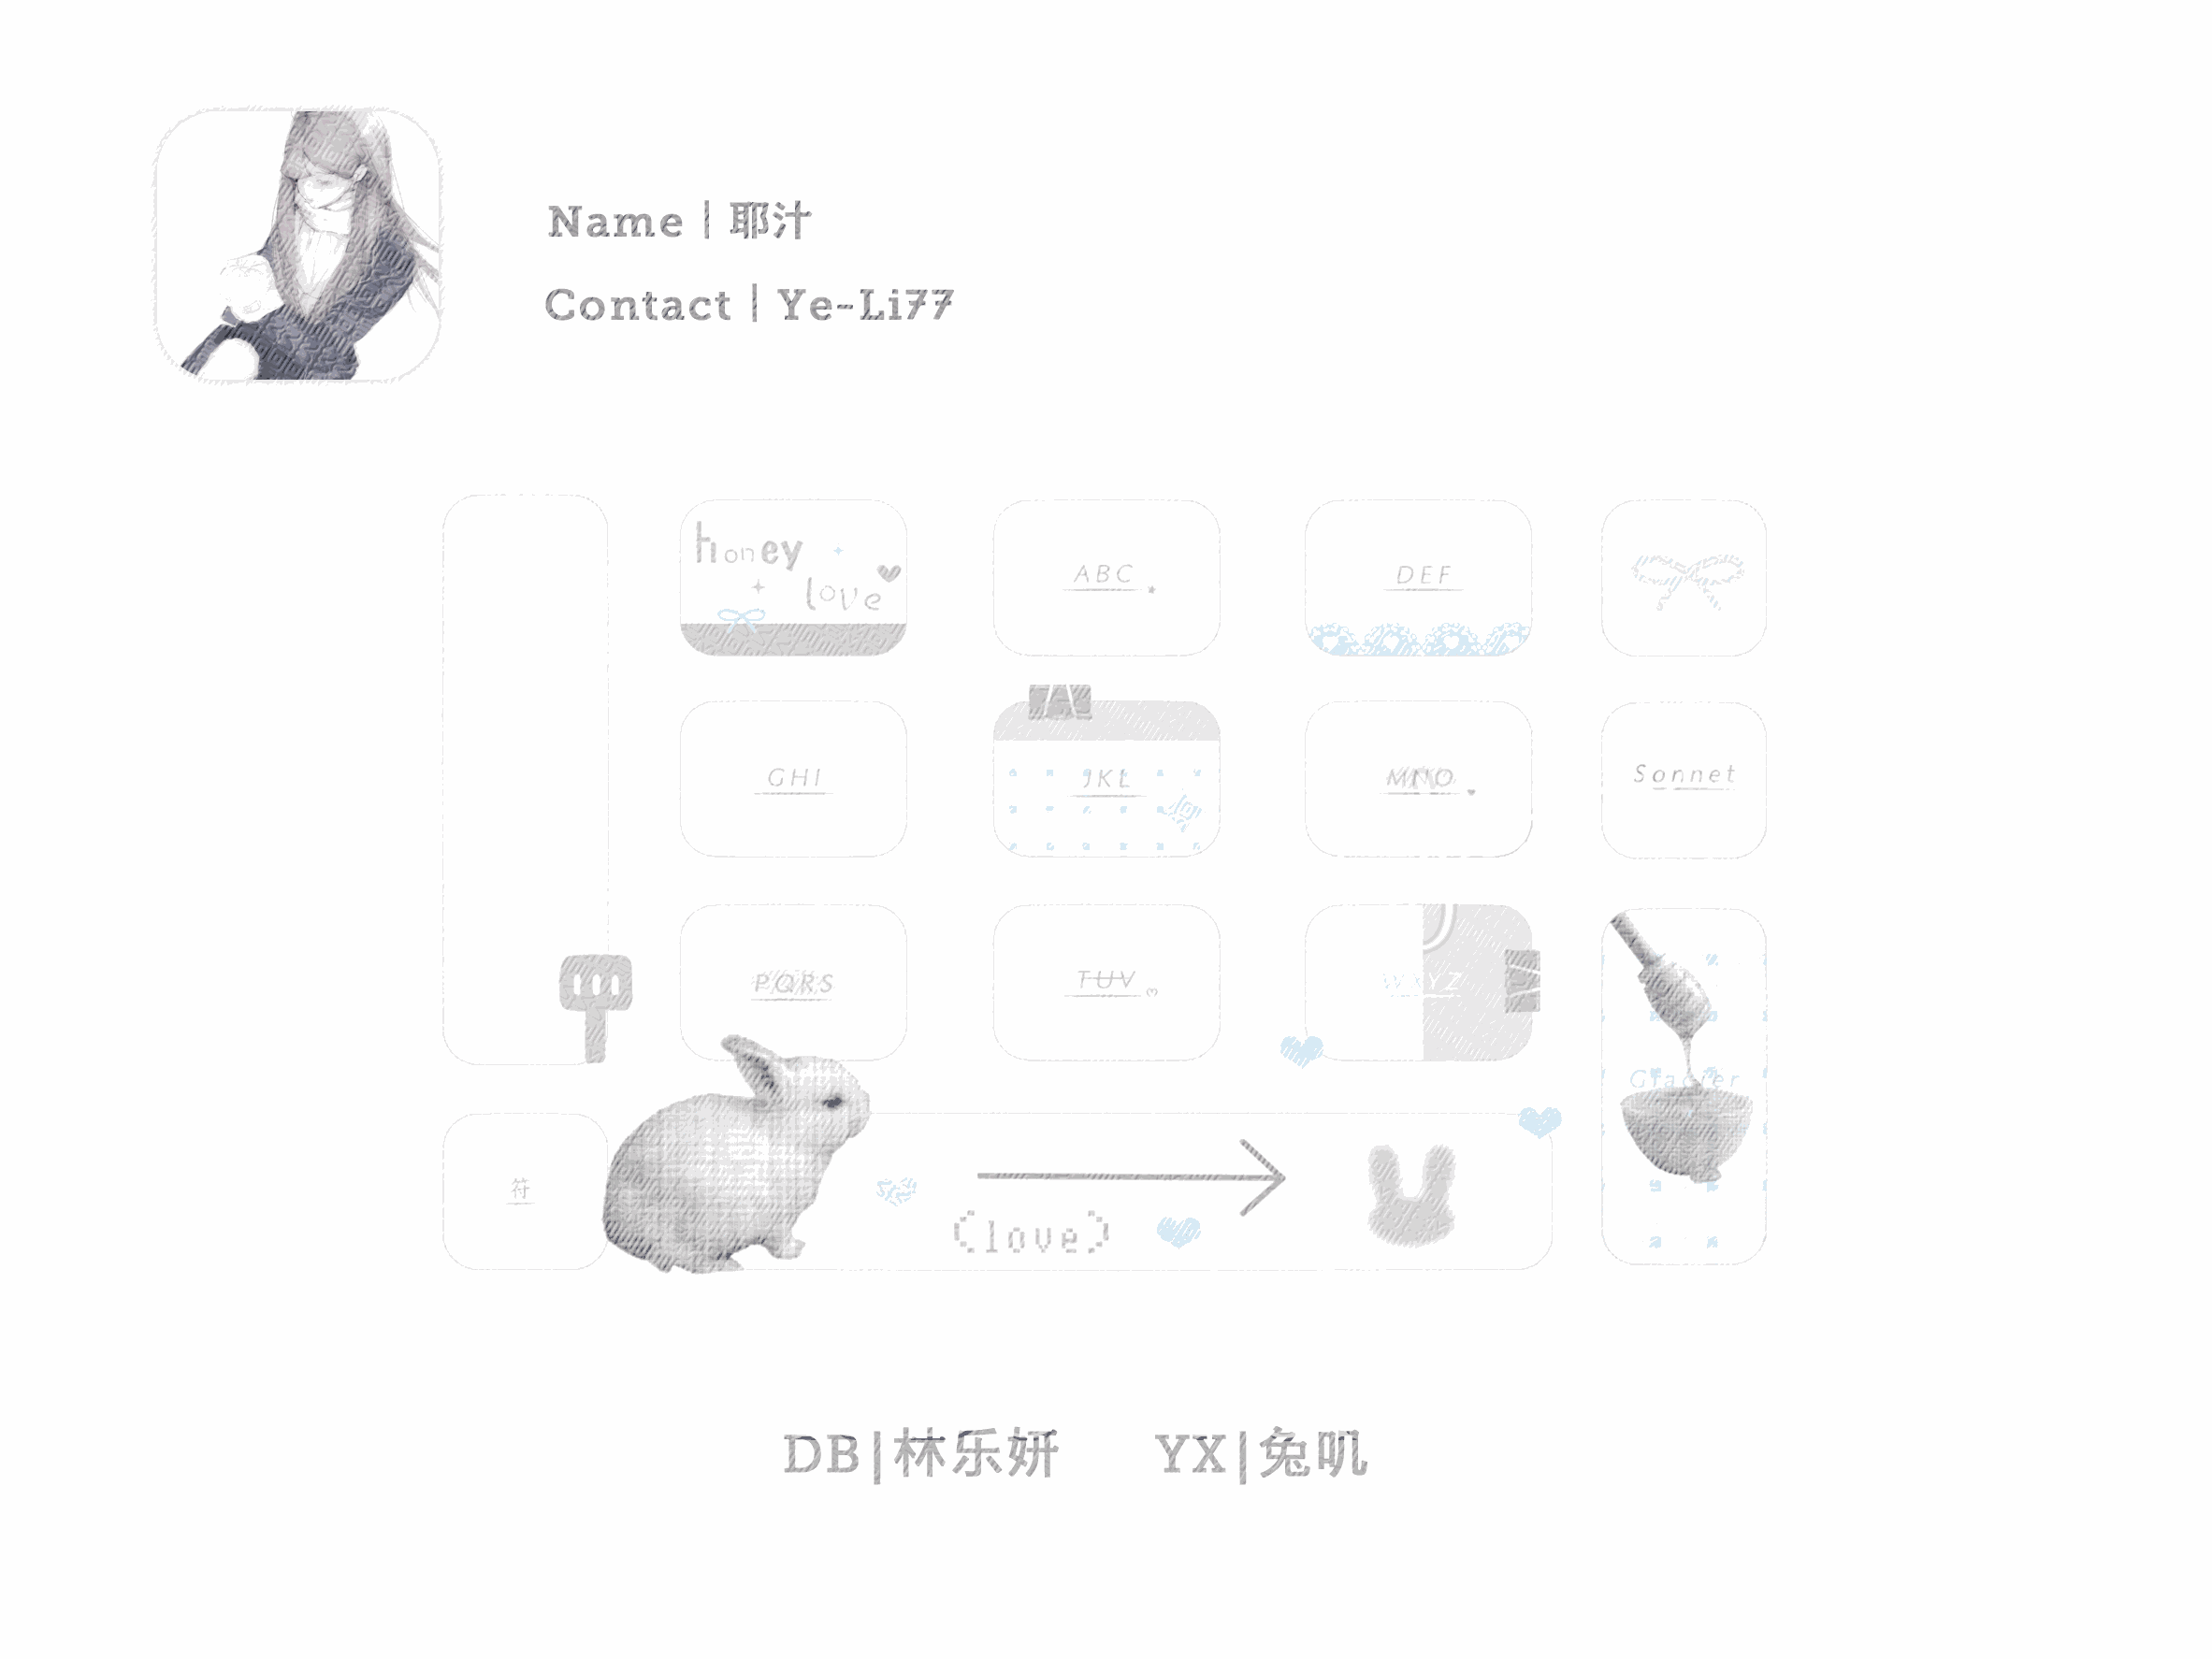 Name | 耶汁
Contact | Ye-Li77
honey
love
ABC
DEF
GHI
JKL
MNO
Sonnet
PQRS
TUV
WXYZ
Glacier
符
(love)
DB|林乐妍 YX|兔叽